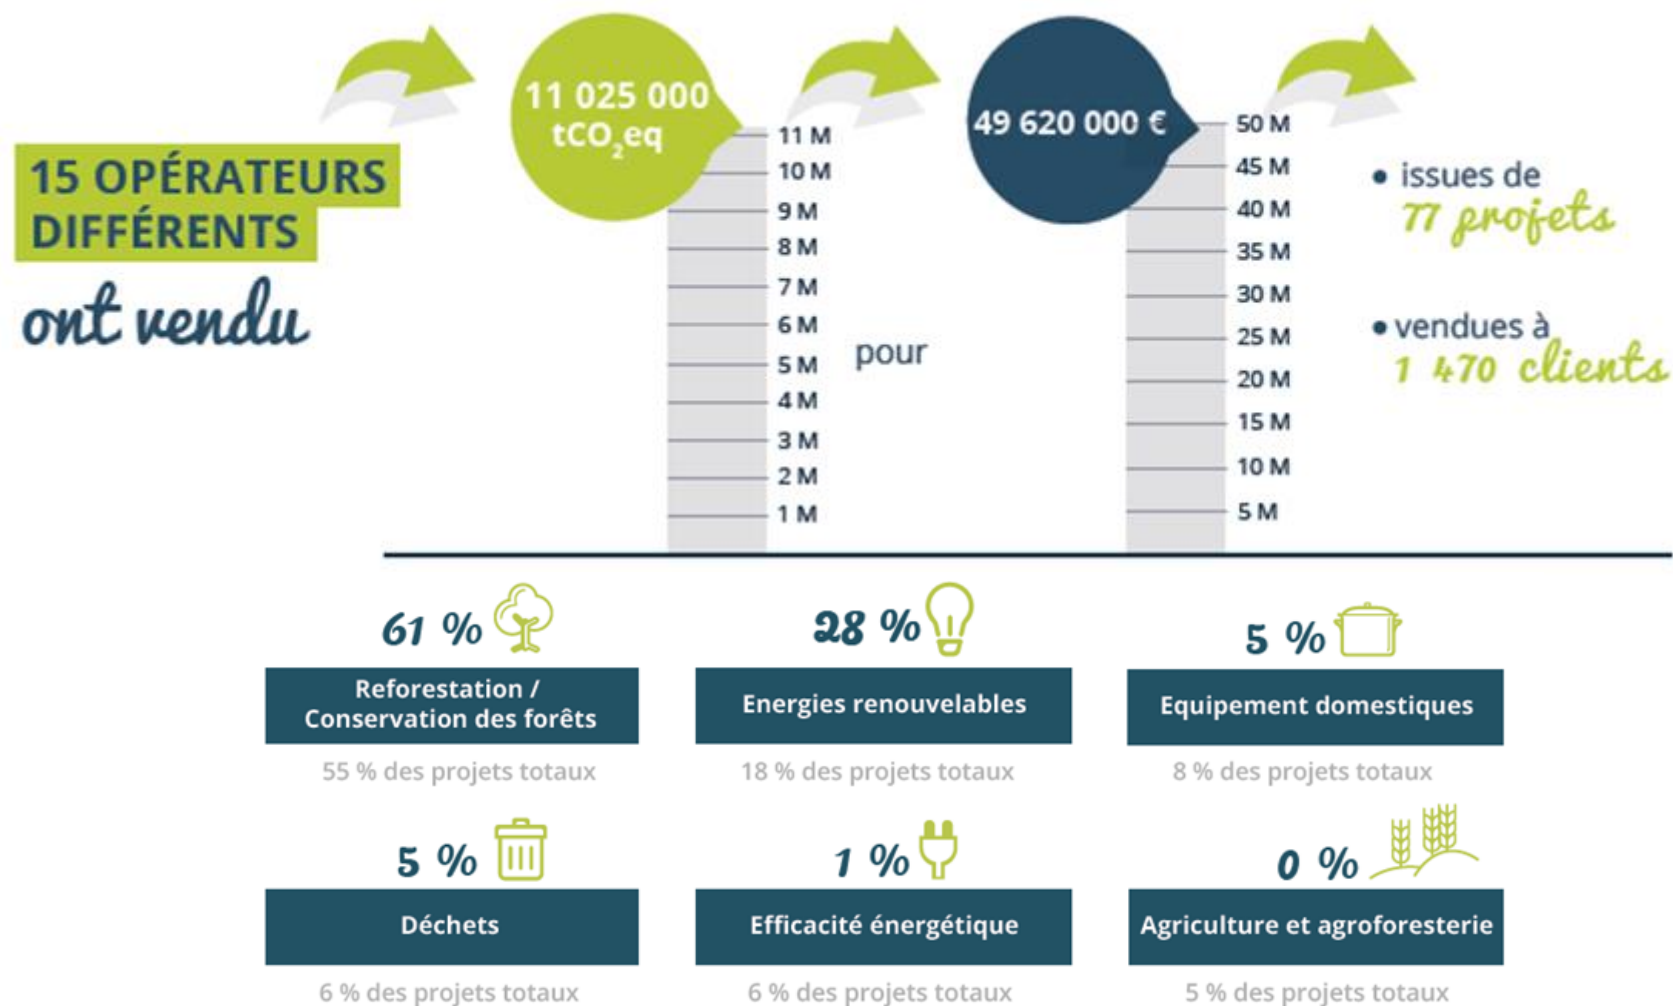 15 OPÉRATEURS
DIFFÉRENTS
ont vendu
11 025 000
tCO₂eq
11 M
10 M
9 M
8 M
7 M
6 M
5 M
4 M
3 M
2 M
1 M
pour
49 620 000 €
50 M
45 M
40 M
35 M
30 M
25 M
20 M
15 M
10 M
5 M
• issues de
77 projets
• vendues à
1 470 clients
61 %
Reforestation /
Conservation des forêts
55 % des projets totaux
28 %
Energies renouvelables
18 % des projets totaux
5 %
Equipement domestiques
8 % des projets totaux
5 %
Déchets
6 % des projets totaux
1 %
Efficacité énergétique
6 % des projets totaux
0 %
Agriculture et agroforesterie
5 % des projets totaux